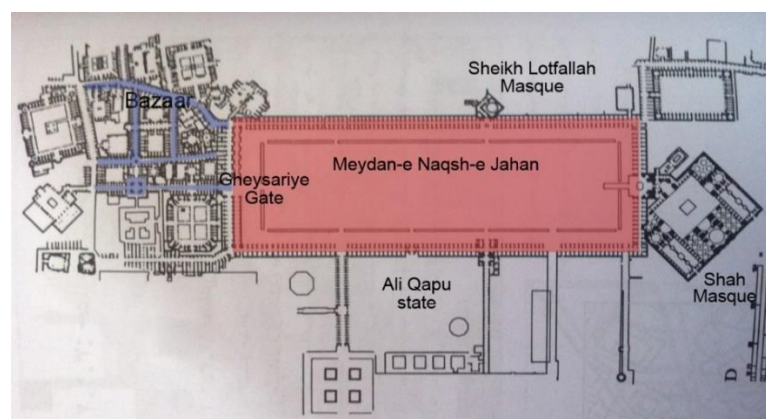 Sheikh Lotfallah
Masque
Bazaar
Meydan-e Naqsh-e Jahan
Gheysariye
Gate
Ali Qapu
state
Shah
Masque
D